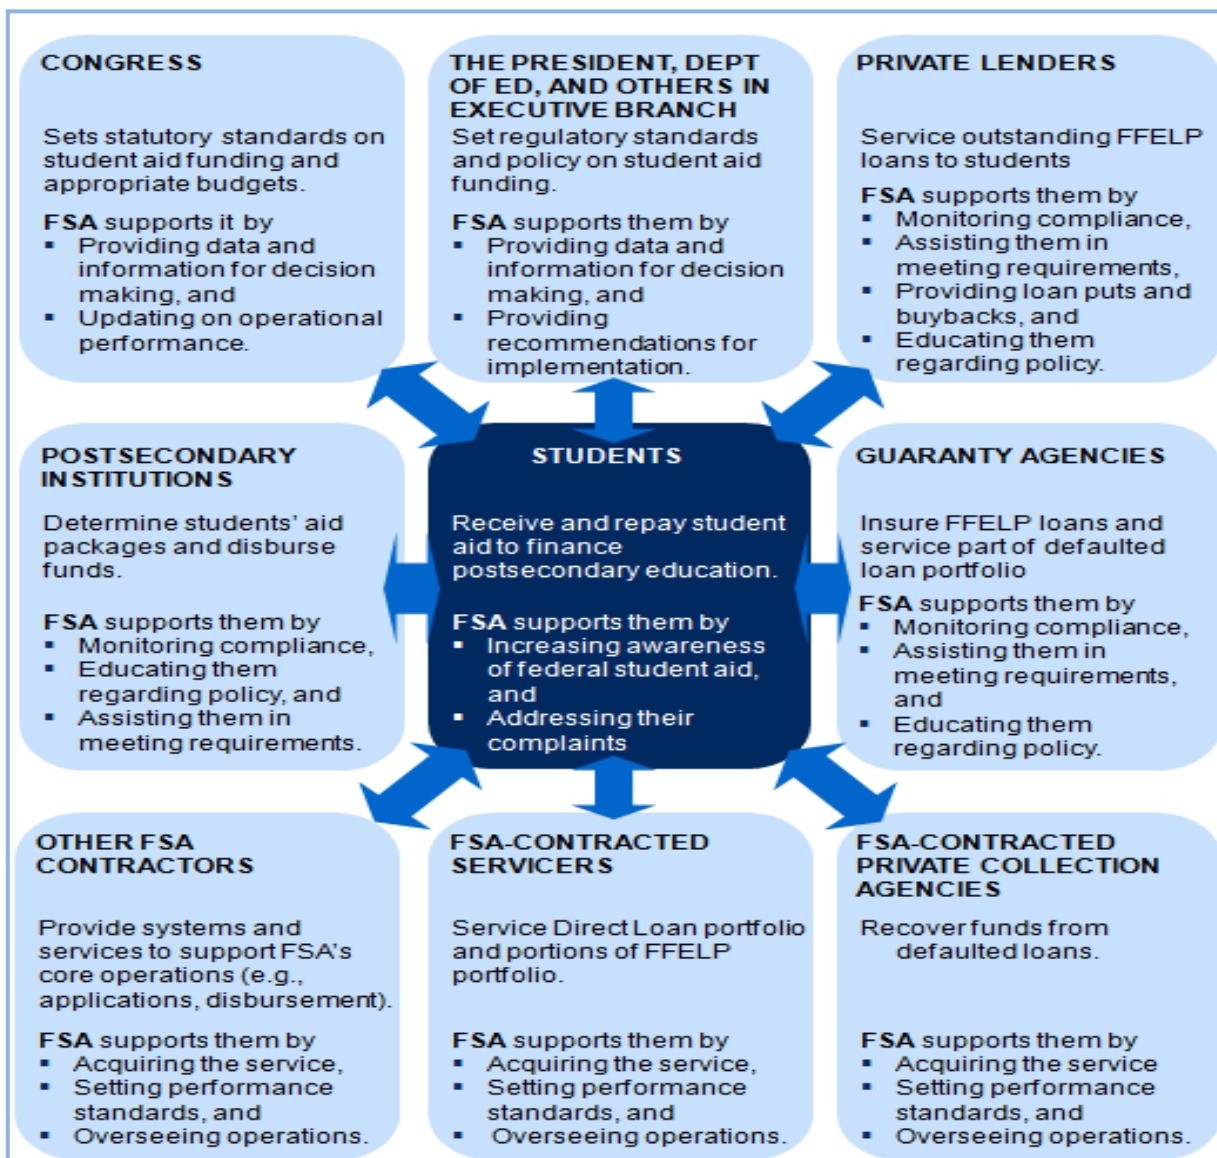 CONGRESS
Sets statutory standards on
student aid funding and
appropriate budgets.
FSA supports it by
▪ Providing data and
information for decision
making, and
▪ Updating on operational
performance.
THE PRESIDENT, DEPT
OF ED, AND OTHERS IN
EXECUTIVE BRANCH
Set regulatory standards
and policy on student aid
funding.
FSA supports them by
▪ Providing data and
information for decision
making, and
▪ Providing
recommendations for
implementation.
PRIVATE LENDERS
Service outstanding FFELP
loans to students
FSA supports them by
▪ Monitoring compliance,
▪ Assisting them in
meeting requirements,
▪ Providing loan puts and
buybacks, and
▪ Educating them
regarding policy.
POSTSECONDARY
INSTITUTIONS
Determine students’ aid
packages and disburse
funds.
FSA supports them by
▪ Monitoring compliance,
▪ Educating them
regarding policy, and
▪ Assisting them in
meeting requirements.
STUDENTS
Receive and repay student
aid to finance
postsecondary education.
FSA supports them by
▪ Increasing awareness
of federal student aid,
and
▪ Addressing their
complaints
GUARANTY AGENCIES
Insure FFELP loans and
service part of defaulted
loan portfolio
FSA supports them by
▪ Monitoring compliance,
▪ Assisting them in
meeting requirements,
and
▪ Educating them
regarding policy.
OTHER FSA
CONTRACTORS
Provide systems and
services to support FSA’s
core operations (e.g.,
applications, disbursement).
FSA supports them by
▪ Acquiring the service,
▪ Setting performance
standards, and
▪ Overseeing operations.
FSA-CONTRACTED
SERVICERS
Service Direct Loan portfolio
and portions of FFELP
portfolio.
FSA supports them by
▪ Acquiring the service,
▪ Setting performance
standards, and
▪ Overseeing operations.
FSA-CONTRACTED
PRIVATE COLLECTION
AGENCIES
Recover funds from
defaulted loans.
FSA supports them by
▪ Acquiring the service
▪ Setting performance
standards, and
▪ Overseeing operations.